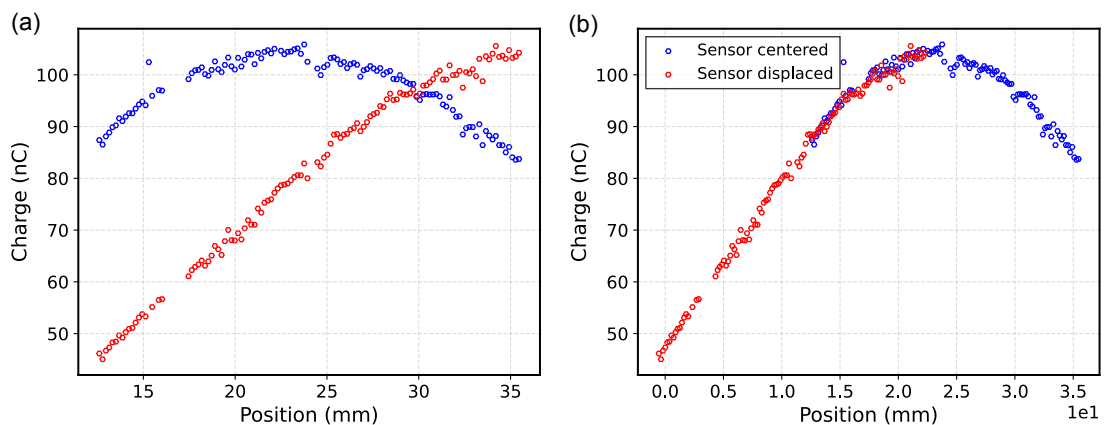 (a)
100
90
80
70
60
50
Charge (nC)
15
20
25
30
35
Position (mm)
(b)
Sensor centered
Sensor displaced
100
90
80
70
60
50
Charge (nC)
0.0
0.5
1.0
1.5
2.0
2.5
3.0
3.5
1e1
Position (mm)